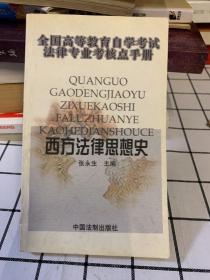 全国高等教育自学考试
法律专业考核点手册
QUANGUO
GAODENGJIAOYU
ZIXUEKAOSHI
FALUZHUANYE
KAOHEDIANSHOUCE
西方法律思想史
张永生 主编
中国法制出版社